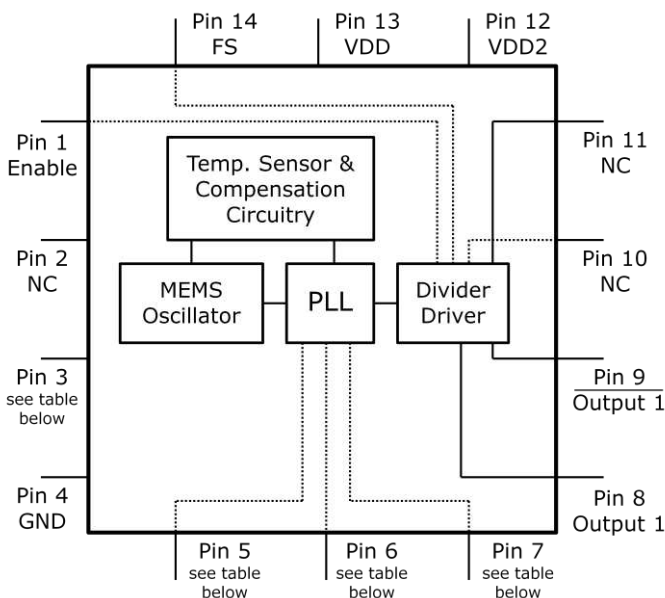 Pin 14
FS
Pin 13
VDD
Pin 12
VDD2
Pin 1
Enable
Pin 11
NC
Temp. Sensor &
Compensation
Circuitry
Pin 2
NC
Pin 10
NC
MEMS
Oscillator
PLL
Divider
Driver
Pin 3
see table
below
Pin 9
Output 1
Pin 4
GND
Pin 8
Output 1
Pin 5
see table
below
Pin 6
see table
below
Pin 7
see table
below